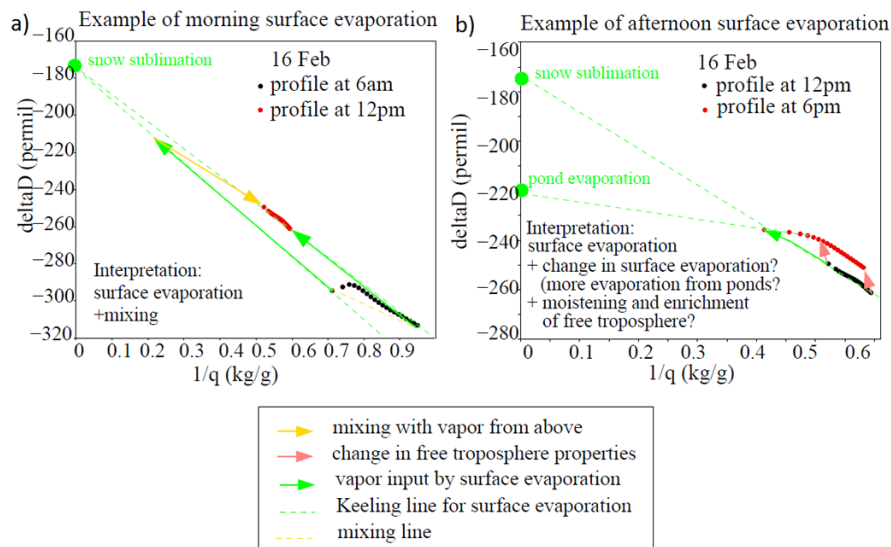 a)
Example of morning surface evaporation
−160
−180
−200
−220
−240
−260
−280
−300
−320
deltaD (permil)
snow sublimation
16 Feb
profile at 6am
profile at 12pm
Interpretation:
surface evaporation
+mixing
0 0.1 0.2 0.3 0.4 0.5 0.6 0.7 0.8 0.9
1/q (kg/g)
b)
Example of afternoon surface evaporation
−160
−170
−200
−220
−240
−260
−280
deltaD (permil)
snow sublimation
pond evaporation
16 Feb
profile at 12pm
profile at 6pm
Interpretation:
surface evaporation
+ change in surface evaporation?
(more evaporation from ponds?
+ moistening and enrichment
of free troposphere?
0 0.1 0.2 0.3 0.4 0.5 0.6
1/q (kg/g)
mixing with vapor from above
change in free troposphere properties
vapor input by surface evaporation
Keeling line for surface evaporation
mixing line